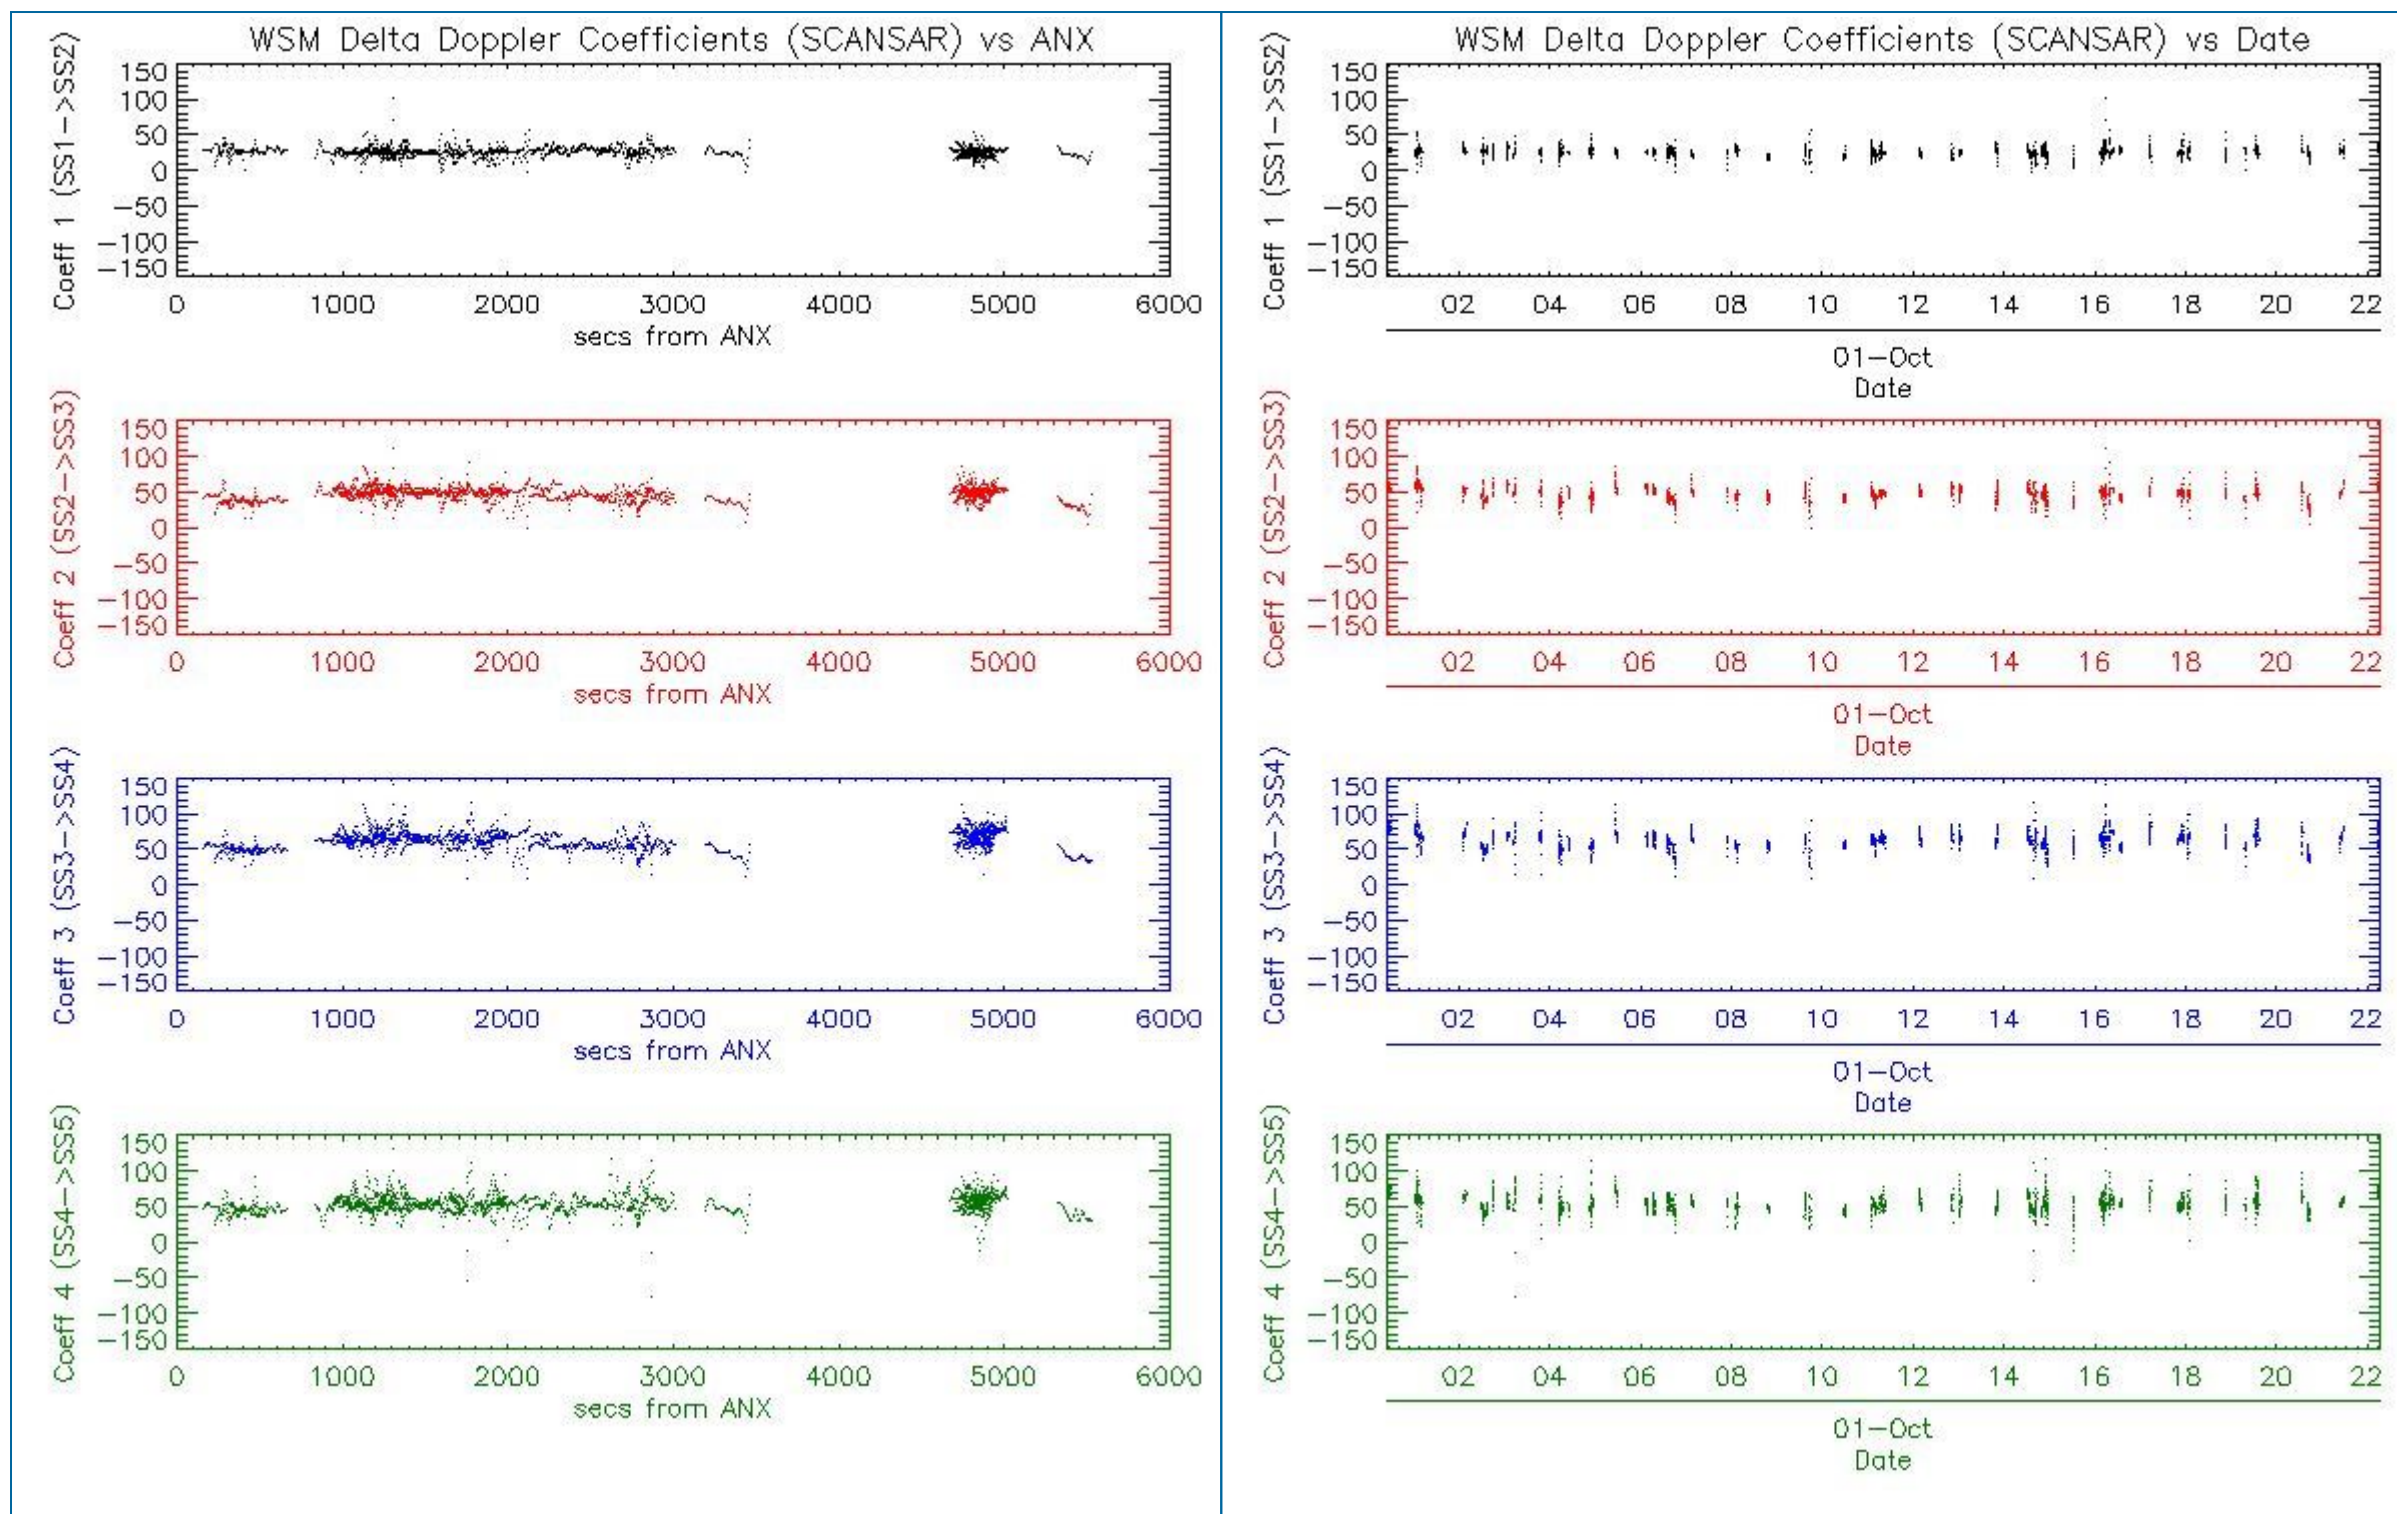 WSM Delta Doppler Coefficients (SCANSAR) vs ANX
Coeff 1 (SS1->SS2)
150
100
50
0
-50
-100
-150
0 1000 2000 3000 4000 5000 6000
secs from ANX
Coeff 2 (SS2->SS3)
150
100
50
0
-50
-100
-150
0 1000 2000 3000 4000 5000 6000
secs from ANX
Coeff 3 (SS3->SS4)
150
100
50
0
-50
-100
-150
0 1000 2000 3000 4000 5000 6000
secs from ANX
Coeff 4 (SS4->SS5)
150
100
50
0
-50
-100
-150
0 1000 2000 3000 4000 5000 6000
secs from ANX
WSM Delta Doppler Coefficients (SCANSAR) vs Date
Coeff 1 (SS1->SS2)
150
100
50
0
-50
-100
-150
02 04 06 08 10 12 14 16 18 20 22
01-Oct
Date
Coeff 2 (SS2->SS3)
150
100
50
0
-50
-100
-150
02 04 06 08 10 12 14 16 18 20 22
01-Oct
Date
Coeff 3 (SS3->SS4)
150
100
50
0
-50
-100
-150
02 04 06 08 10 12 14 16 18 20 22
01-Oct
Date
Coeff 4 (SS4->SS5)
150
100
50
0
-50
-100
-150
02 04 06 08 10 12 14 16 18 20 22
01-Oct
Date